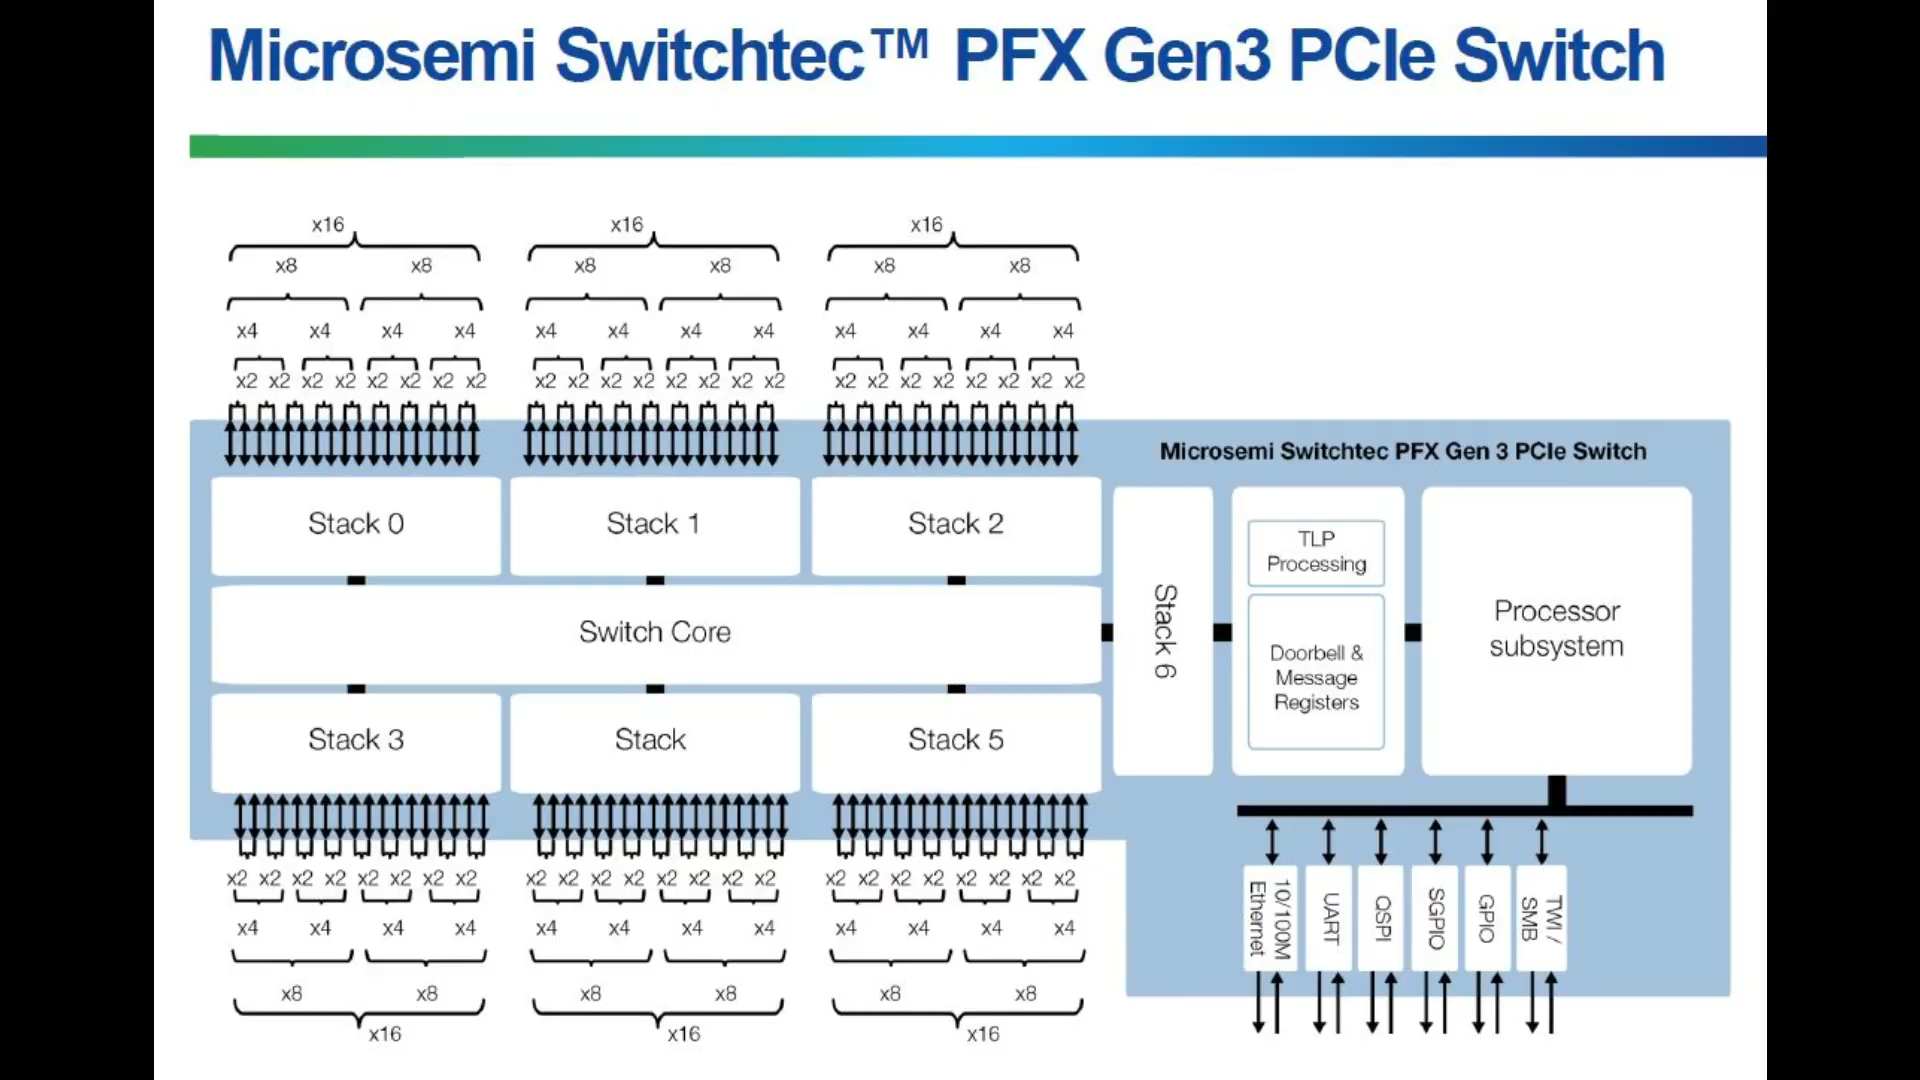 Microsemi Switchtec™ PFX Gen3 PCIe Switch
x16 x16 x16
x8 x8 x8 x8 x8 x8
x4 x4 x4 x4 x4 x4 x4 x4 x4 x4 x4 x4
x2 x2 x2 x2 x2 x2 x2 x2 x2 x2 x2 x2 x2 x2 x2 x2 x2 x2 x2 x2 x2 x2 x2 x2
Microsemi Switchtec PFX Gen 3 PCIe Switch
Stack 0
Stack 1
Stack 2
Switch Core
Stack 3
Stack
Stack 5
Stack 6
TLP
Processing
Doorbell &
Message
Registers
Processor
subsystem
10/100M
Ethernet
UART
QSPI
SGPIO
GPIO
TWI /
SMB
x2 x2 x2 x2 x2 x2 x2 x2 x2 x2 x2 x2 x2 x2 x2 x2 x2 x2 x2 x2 x2 x2 x2 x2
x4 x4 x4 x4 x4 x4 x4 x4 x4 x4 x4 x4
x8 x8 x8 x8 x8 x8
x16 x16 x16